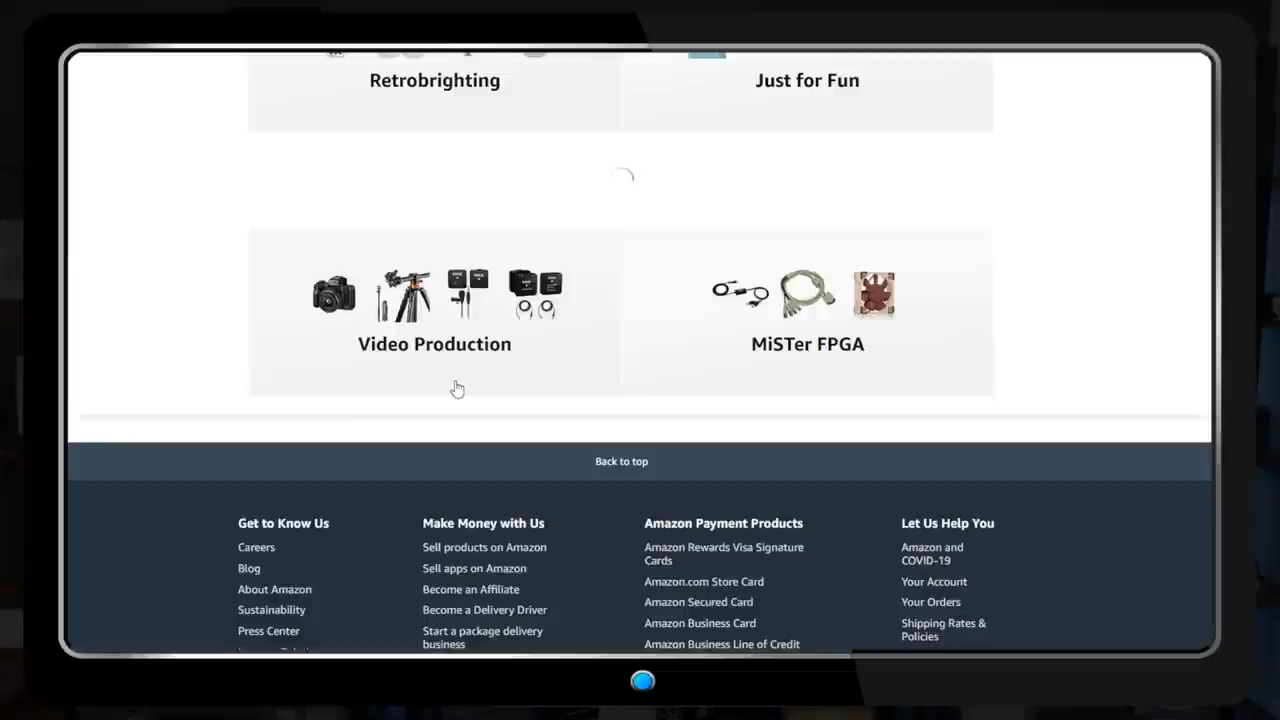 Retrobrighting
Just for Fun
Video Production
MiSTer FPGA
Back to top
Get to Know Us
Careers
Blog
About Amazon
Sustainability
Press Center
Make Money with Us
Sell products on Amazon
Sell apps on Amazon
Become an Affiliate
Become a Delivery Driver
Start a package delivery
business
Amazon Payment Products
Amazon Rewards Visa Signature
Cards
Amazon.com Store Card
Amazon Secured Card
Amazon Business Card
Amazon Business Line of Credit
Let Us Help You
Amazon and
COVID-19
Your Account
Your Orders
Shipping Rates &
Policies